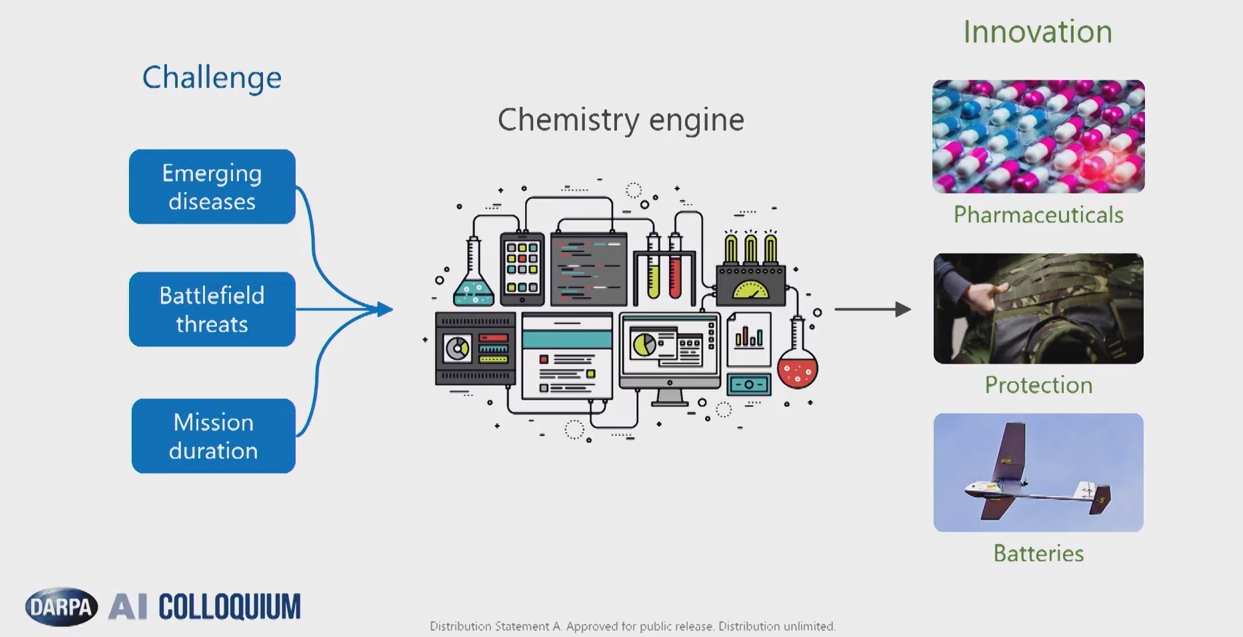 Challenge
Emerging
diseases
Battlefield
threats
Mission
duration
Chemistry engine
Innovation
Pharmaceuticals
Protection
Batteries
DARPA AI COLLOQUIUM
Distribution Statement A. Approved for public release. Distribution unlimited.